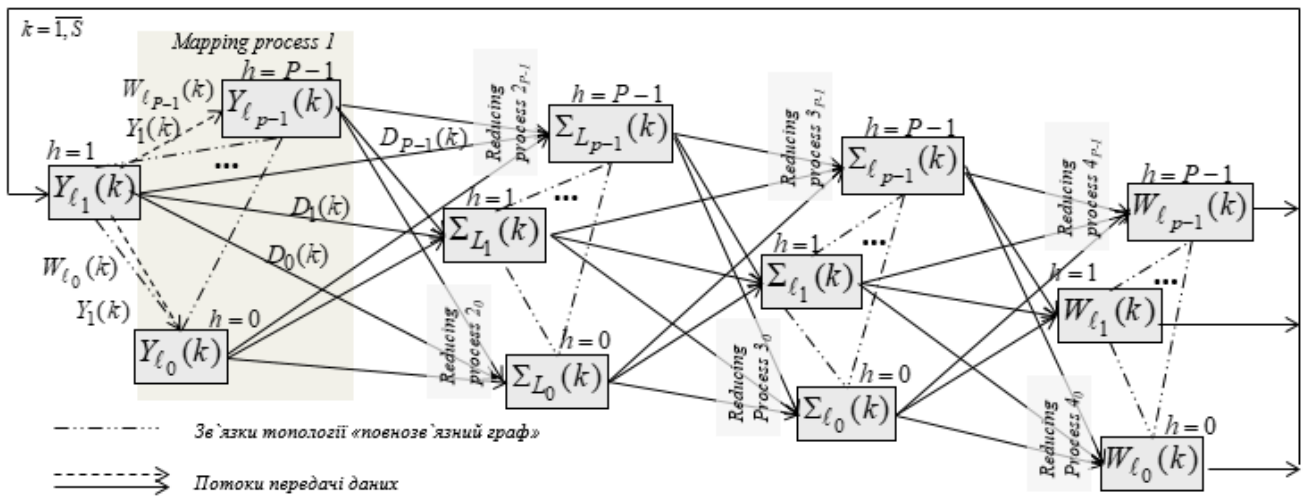 k = \overline{1,S}
Mapping process 1
h = P-1
Y_{ℓ_{p-1}}(k)
W_{ℓ_{P-1}}(k)
Y_1(k)
h = 1
Y_{ℓ_1}(k)
...
D_{P-1}(k)
D_1(k)
D_0(k)
W_{ℓ_0}(k)
Y_1(k)
h = 0
Y_{ℓ_0}(k)
Reducing
process 2_{P-1}
h = P-1
Σ_{L_{p-1}}(k)
...
h = 1
Σ_{L_1}(k)
Reducing
process 2_0
h = 0
Σ_{L_0}(k)
Reducing
process 3_{P-1}
h = P-1
Σ_{ℓ_{p-1}}(k)
...
h = 1
Σ_{ℓ_1}(k)
Reducing
Process 3_0
h = 0
Σ_{ℓ_0}(k)
Reducing
process 4_{P-1}
h = P-1
W_{ℓ_{p-1}}(k)
...
h = 1
W_{ℓ_1}(k)
Reducing
Process 4_0
h = 0
W_{ℓ_0}(k)
Зв`язки топології «повнозв`язний граф»
Потоки передачі даних